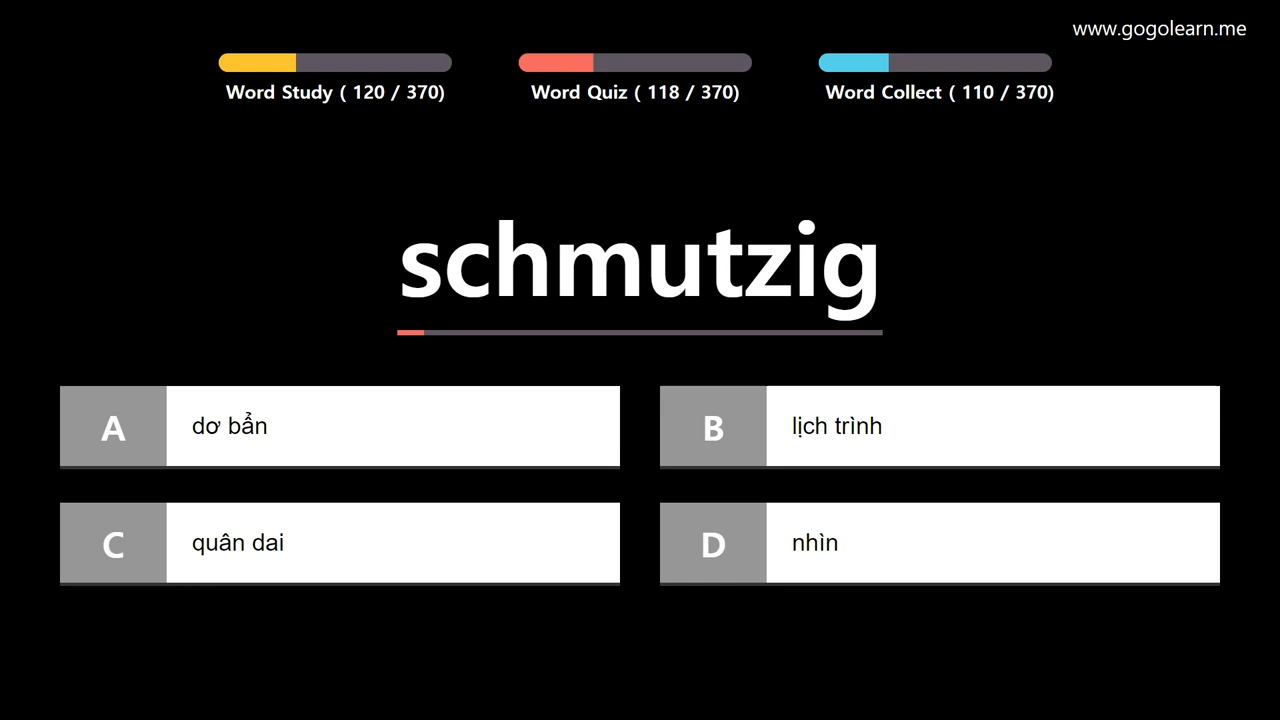 www.gogolearn.me
Word Study ( 120 / 370)
Word Quiz ( 118 / 370)
Word Collect ( 110 / 370)
schmutzig
A
dơ bẩn
B
lịch trình
C
quân dai
D
nhìn